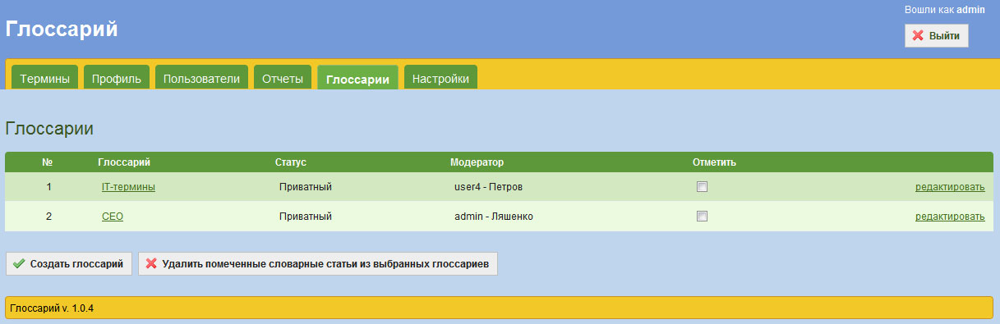 Вошли как admin
Глоссарий
Выйти
Термины Профиль Пользователи Отчеты Глоссарии Настройки
Глоссарии
№ Глоссарий Статус Модератор Отметить
1 IT-термины Приватный user4 - Петров редактировать
2 СЕО Приватный admin - Ляшенко редактировать
Создать глоссарий Удалить помеченные словарные статьи из выбранных глоссариев
Глоссарий v. 1.0.4